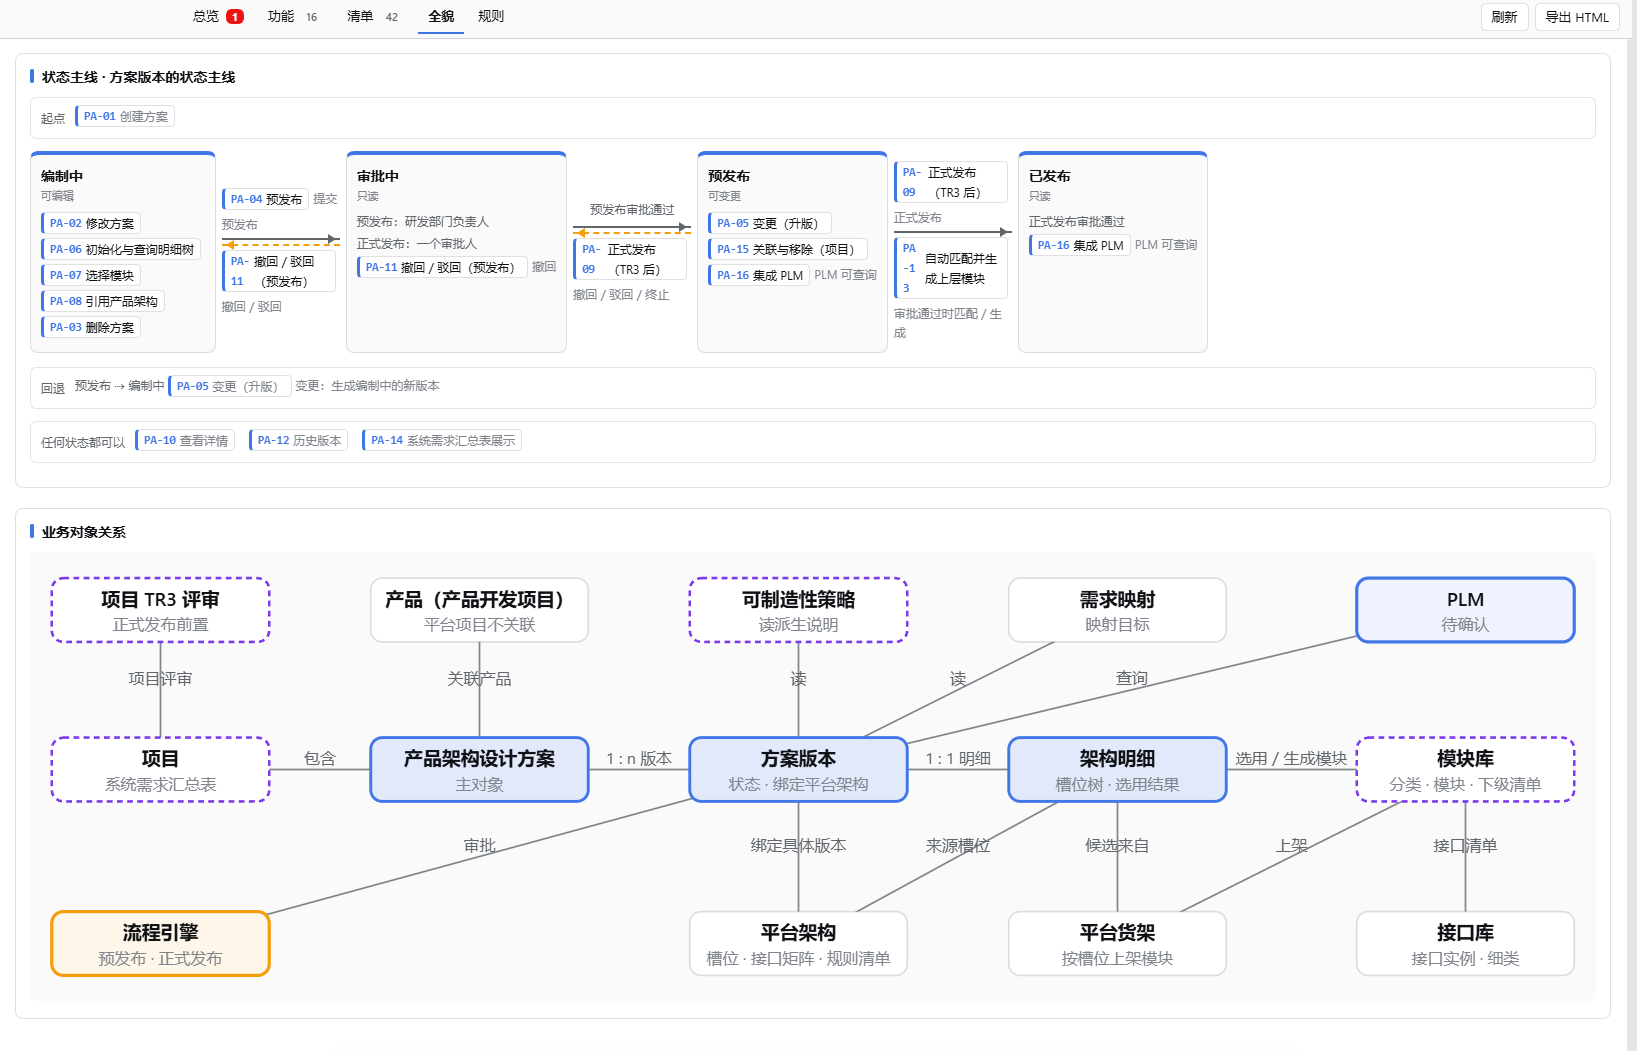 总览 1 功能 16 清单 42 全貌 规则 刷新 导出 HTML
状态主线 · 方案版本的状态主线
起点 PA-01 创建方案
编制中
可编辑
PA-02 修改方案
PA-06 初始化与查询明细树
PA-07 选择模块
PA-08 引用产品架构
PA-03 删除方案
PA-04 预发布 提交
预发布
PA-11 撤回 / 驳回（预发布）
撤回 / 驳回
审批中
只读
预发布：研发部门负责人
正式发布：一个审批人
PA-11 撤回 / 驳回（预发布） 撤回
预发布审批通过
PA-09 正式发布（TR3 后）
撤回 / 驳回 / 终止
预发布
可变更
PA-05 变更（升版）
PA-15 关联与移除（项目）
PA-16 集成 PLM PLM 可查询
PA-09 正式发布（TR3 后）
正式发布
PA-13 自动匹配并生成上层模块
审批通过时匹配 / 生成
已发布
只读
正式发布审批通过
PA-16 集成 PLM PLM 可查询
回退 预发布 ⇢ 编制中 PA-05 变更（升版） 变更：生成编制中的新版本
任何状态都可以 PA-10 查看详情 PA-12 历史版本 PA-14 系统需求汇总表展示
业务对象关系
项目 TR3 评审
正式发布前置
产品（产品开发项目）
平台项目不关联
可制造性策略
读派生说明
需求映射
映射目标
PLM
待确认
项目评审 关联产品 读 读 查询
项目
系统需求汇总表
包含
产品架构设计方案
主对象
1 : n 版本
方案版本
状态 · 绑定平台架构
1 : 1 明细
架构明细
槽位树 · 选用结果
选用 / 生成模块
模块库
分类 · 模块 · 下级清单
审批 绑定具体版本 来源槽位 候选来自 上架 接口清单
流程引擎
预发布 · 正式发布
平台架构
槽位 · 接口矩阵 · 规则清单
平台货架
按槽位上架模块
接口库
接口实例 · 细类